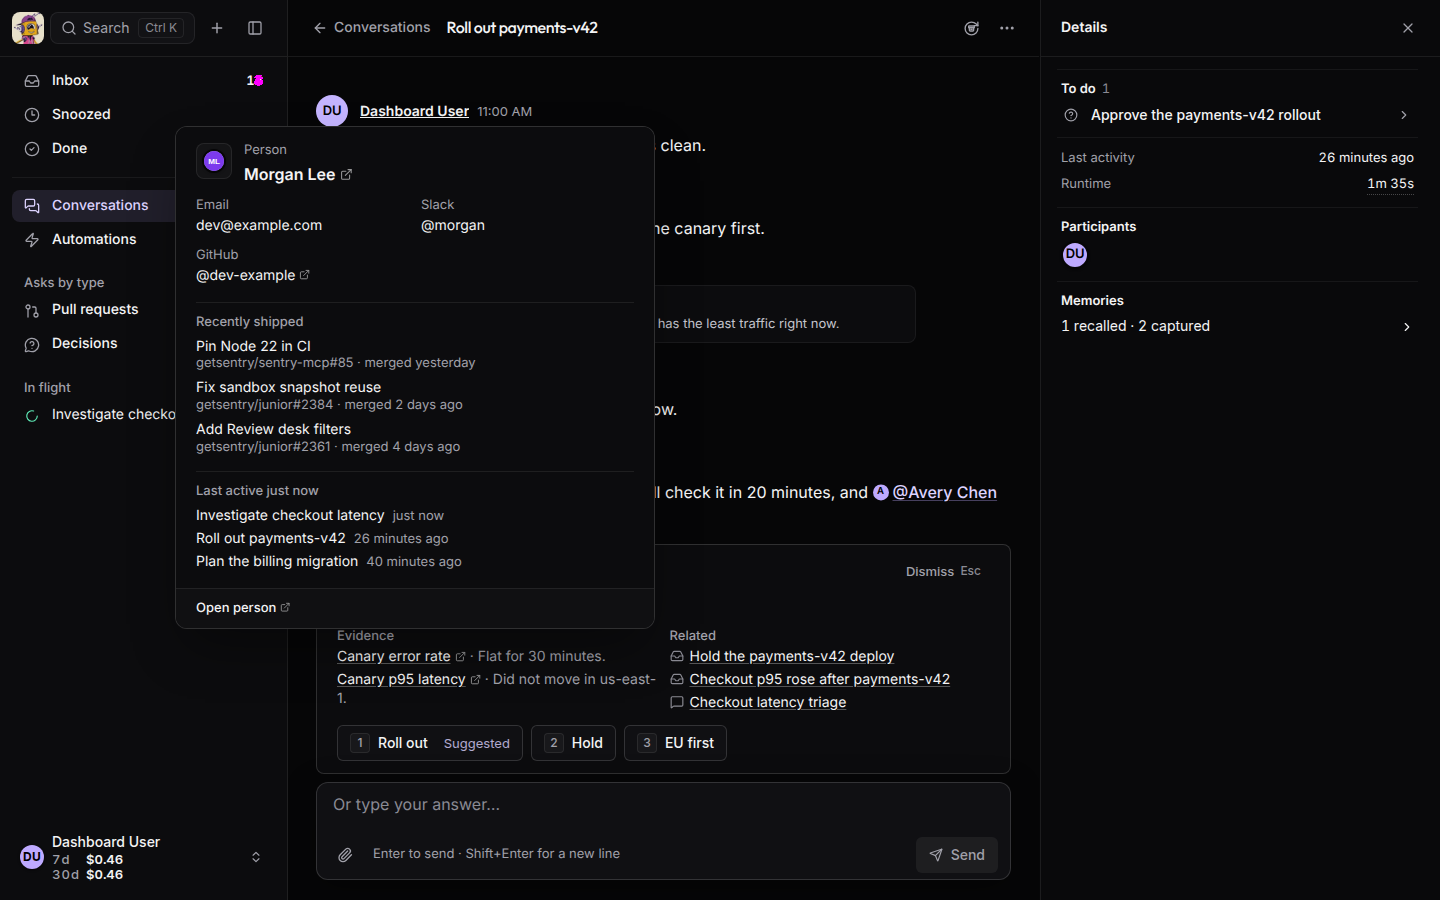 Search Ctrl K
Inbox
Snoozed
Done
Conversations
Automations
Asks by type
Pull requests
Decisions
In flight
Investigate checko
Dashboard User
7d $0.46
30d $0.46
Conversations Roll out payments-v42
DU Dashboard User 11:00 AM
clean.
canary first.
has the least traffic right now.
check it in 20 minutes, and A @Avery Chen
ML Person
Morgan Lee
Email Slack
dev@example.com @morgan
GitHub
@dev-example
Recently shipped
Pin Node 22 in CI
getsentry/sentry-mcp#85 · merged yesterday
Fix sandbox snapshot reuse
getsentry/junior#2384 · merged 2 days ago
Add Review desk filters
getsentry/junior#2361 · merged 4 days ago
Last active just now
Investigate checkout latency just now
Roll out payments-v42 26 minutes ago
Plan the billing migration 40 minutes ago
Open person
Dismiss Esc
Evidence
Canary error rate · Flat for 30 minutes.
Canary p95 latency · Did not move in us-east-
1.
Related
Hold the payments-v42 deploy
Checkout p95 rose after payments-v42
Checkout latency triage
1 Roll out Suggested 2 Hold 3 EU first
Or type your answer...
Enter to send · Shift+Enter for a new line
Send
Details
To do 1
Approve the payments-v42 rollout
Last activity 26 minutes ago
Runtime 1m 35s
Participants
DU
Memories
1 recalled · 2 captured
DU